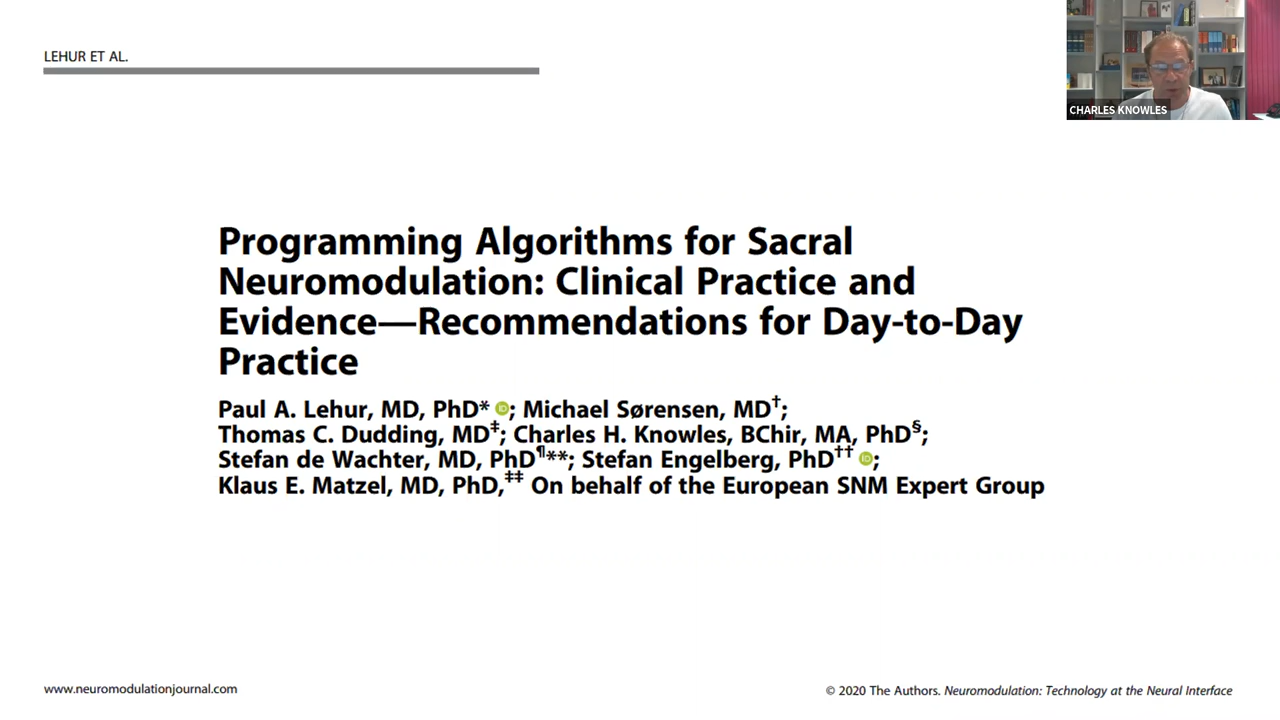 LEHUR ET AL.
CHARLES KNOWLES
Programming Algorithms for Sacral
Neuromodulation: Clinical Practice and
Evidence—Recommendations for Day-to-Day
Practice
Paul A. Lehur, MD, PhD* iD; Michael Sørensen, MD†;
Thomas C. Dudding, MD‡; Charles H. Knowles, BChir, MA, PhD§;
Stefan de Wachter, MD, PhD¶**; Stefan Engelberg, PhD†† iD;
Klaus E. Matzel, MD, PhD,‡‡ On behalf of the European SNM Expert Group
www.neuromodulationjournal.com
© 2020 The Authors. Neuromodulation: Technology at the Neural Interface